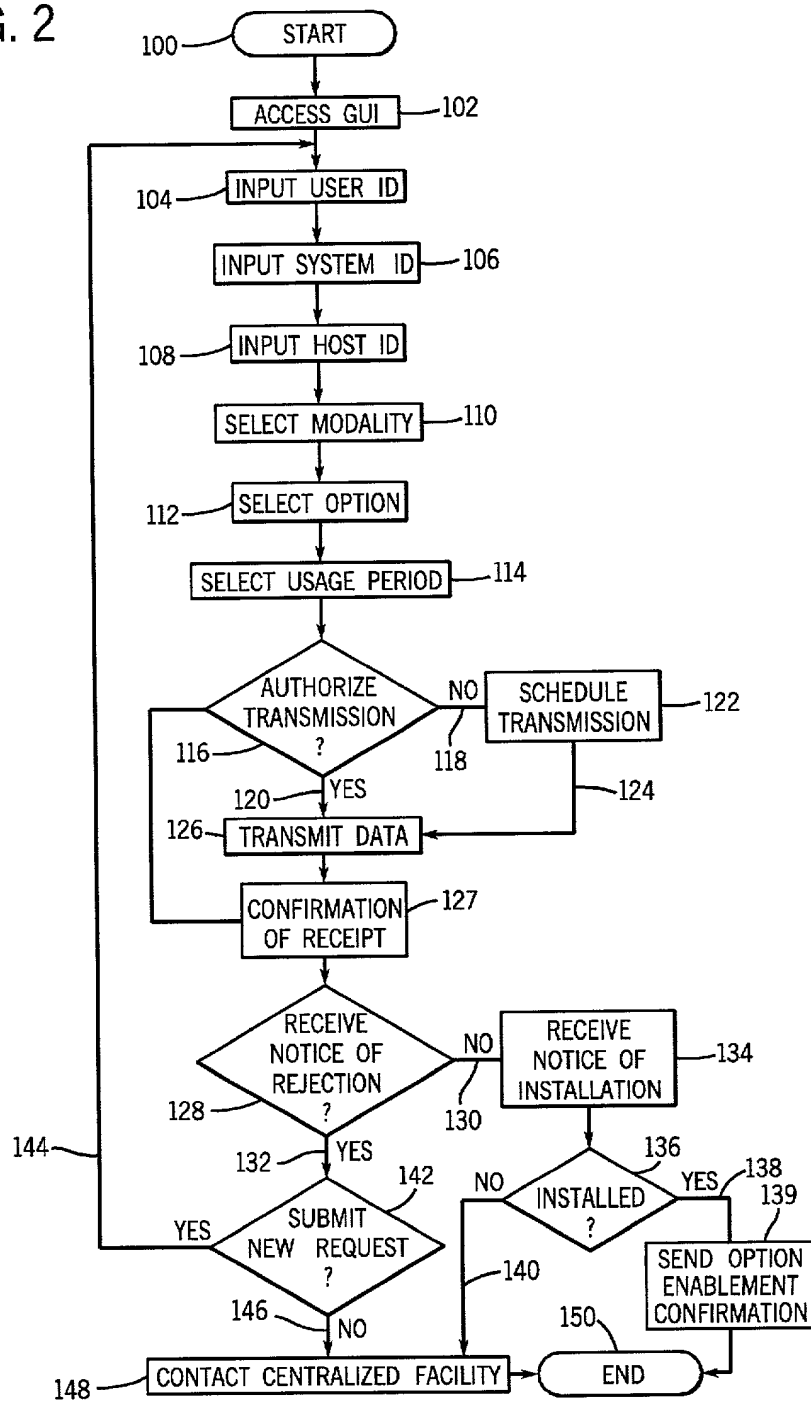 G. 2
START
100
ACCESS GUI
102
INPUT USER ID
104
INPUT SYSTEM ID
106
INPUT HOST ID
108
SELECT MODALITY
110
SELECT OPTION
112
SELECT USAGE PERIOD
114
AUTHORIZE
TRANSMISSION
?
116
NO
118
SCHEDULE
TRANSMISSION
122
120
YES
124
126
TRANSMIT DATA
CONFIRMATION
OF RECEIPT
127
RECEIVE
NOTICE OF
REJECTION
?
128
NO
130
RECEIVE
NOTICE OF
INSTALLATION
134
144
132
YES
136
INSTALLED
?
NO
YES
138
139
142
YES
SUBMIT
NEW REQUEST
?
140
SEND OPTION
ENABLEMENT
CONFIRMATION
146
NO
150
148
CONTACT CENTRALIZED FACILITY
END